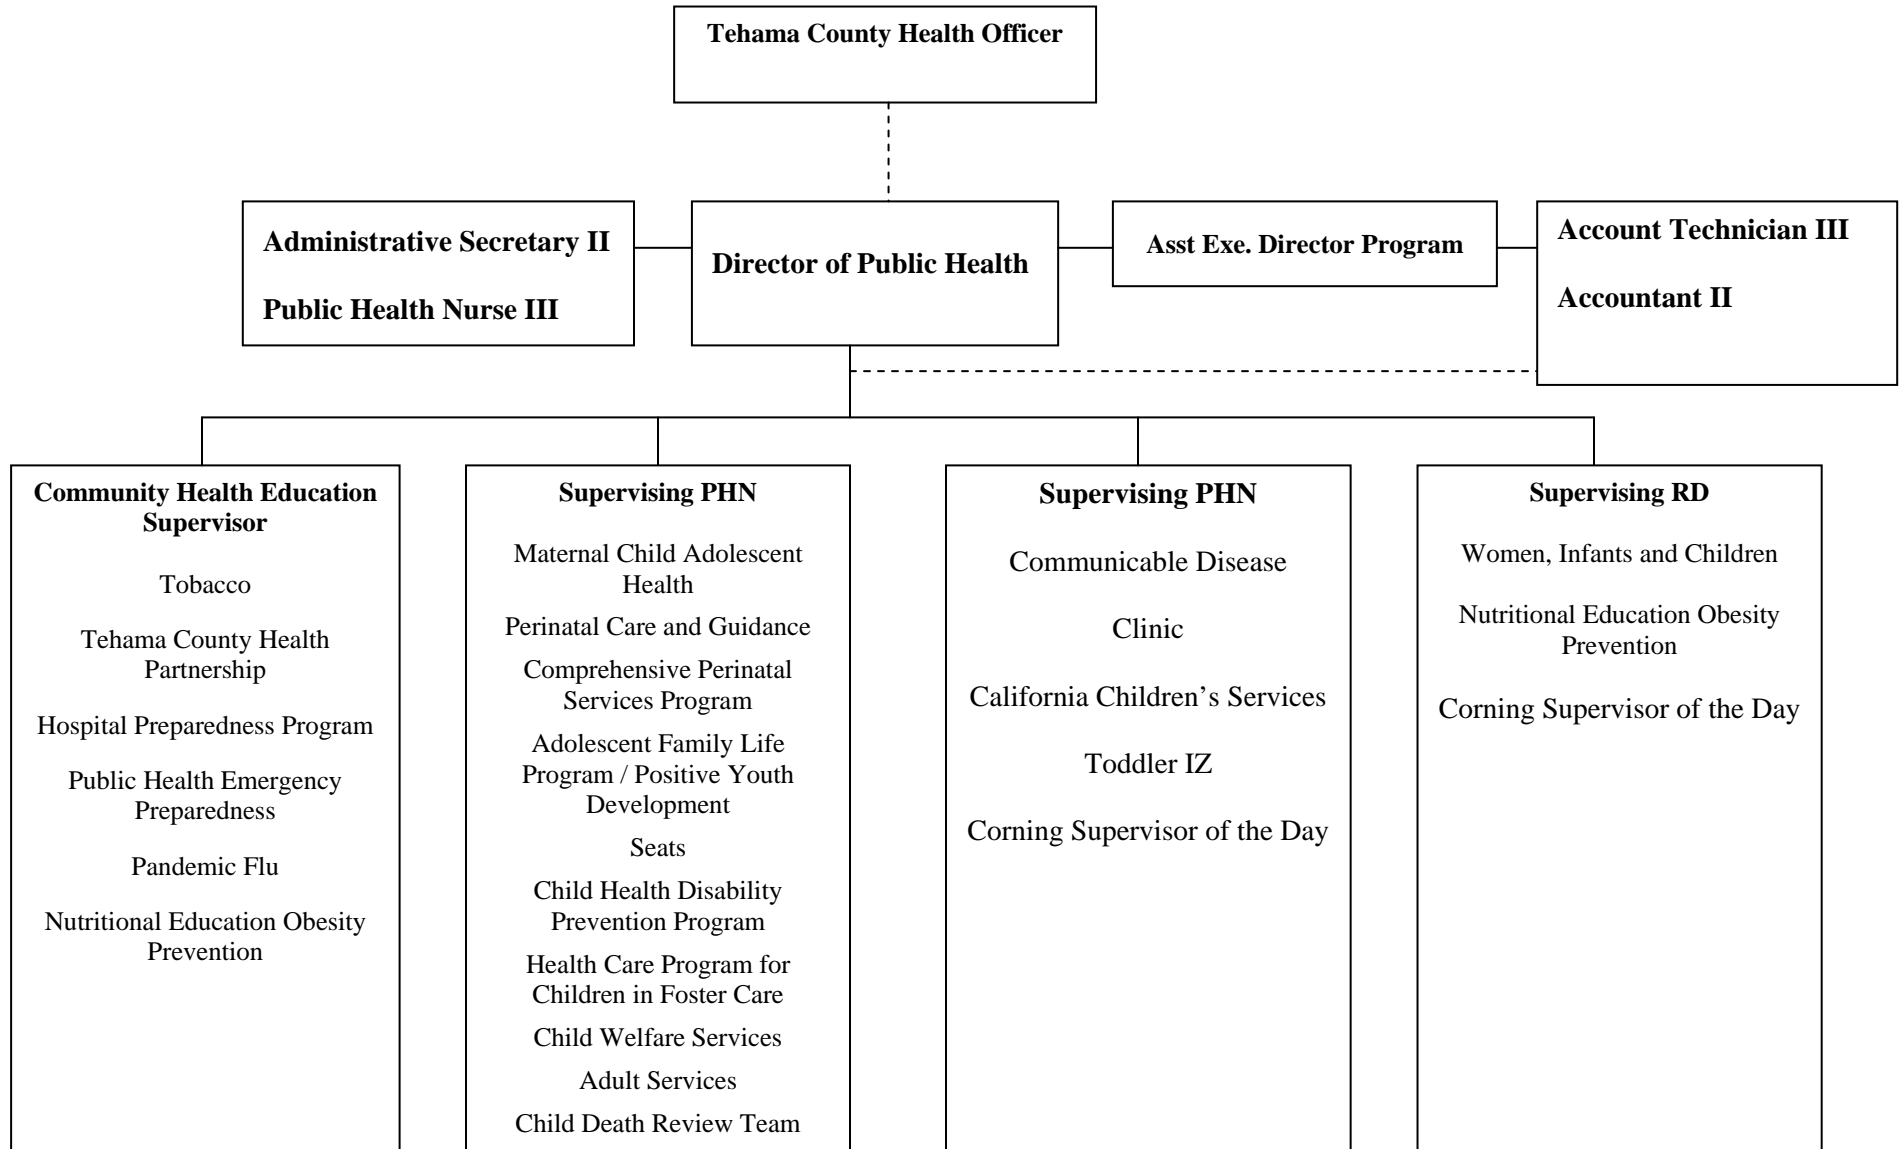 Tehama County Health Officer
Administrative Secretary II
Public Health Nurse III
Director of Public Health
Asst Exe. Director Program
Account Technician III
Accountant II
Community Health Education
Supervisor
Tobacco
Tehama County Health
Partnership
Hospital Preparedness Program
Public Health Emergency
Preparedness
Pandemic Flu
Nutritional Education Obesity
Prevention
Supervising PHN
Maternal Child Adolescent
Health
Perinatal Care and Guidance
Comprehensive Perinatal
Services Program
Adolescent Family Life
Program / Positive Youth
Development
Seats
Child Health Disability
Prevention Program
Health Care Program for
Children in Foster Care
Child Welfare Services
Adult Services
Child Death Review Team
Supervising PHN
Communicable Disease
Clinic
California Children’s Services
Toddler IZ
Corning Supervisor of the Day
Supervising RD
Women, Infants and Children
Nutritional Education Obesity
Prevention
Corning Supervisor of the Day